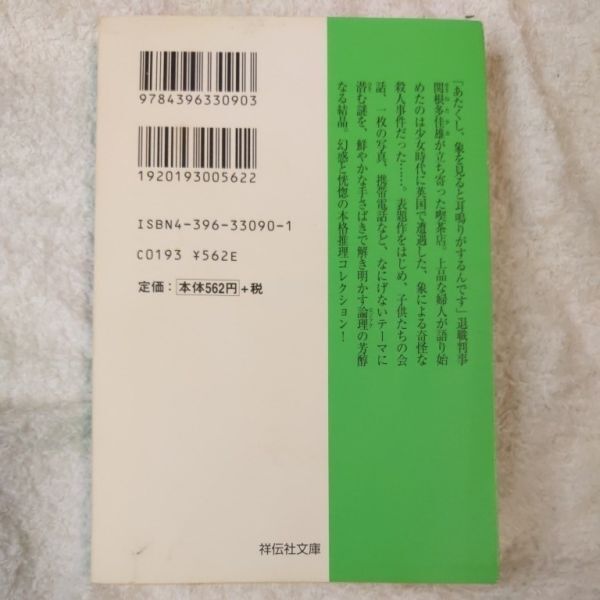 「あたくし、象を見ると耳鳴りがするんです」退職判事
関根多佳雄が立ち寄った喫茶店。上品な婦人が語り始
めたのは少女時代に英国で遭遇した、象による奇怪な
殺人事件だった……。表題作をはじめ、子供たちの会
話、一枚の写真、携帯電話など、なにげないテーマに
潜む謎を、鮮やかな手さばきで解き明かす論理の芳醇
なる結晶。幻惑と恍惚の本格推理コレクション！
9784396330903
1920193005622
ISBN4-396-33090-1
C0193 ¥562E
定価：本体562円+税
祥伝社文庫